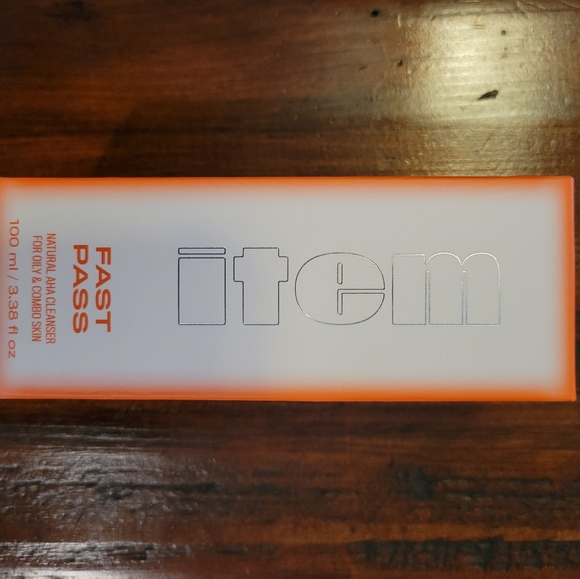 item
FAST
PASS
NATURAL AHA CLEANSER
FOR OILY & COMBO SKIN
100 ml / 3.38 fl oz